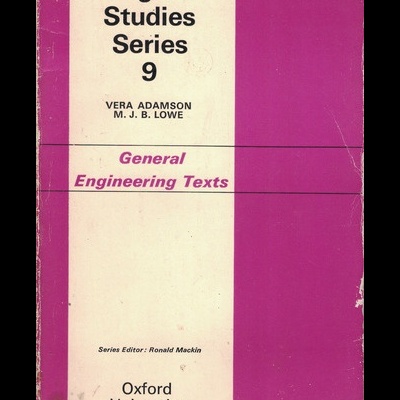 Studies
Series
9
VERA ADAMSON
M. J. B. LOWE
General
Engineering Texts
Series Editor: Ronald Mackin
Oxford